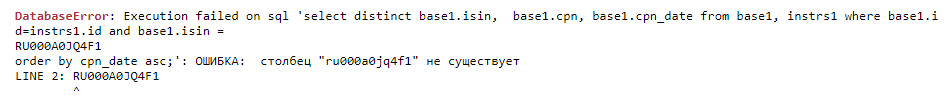 DatabaseError: Execution failed on sql 'select distinct base1.isin,  base1.cpn, base1.cpn_date from base1, instrs1 where base1.i
d=instrs1.id and base1.isin =
RU000A0JQ4F1
order by cpn_date asc;': ОШИБКА:  столбец "ru000a0jq4f1" не существует
LINE 2: RU000A0JQ4F1
        ^